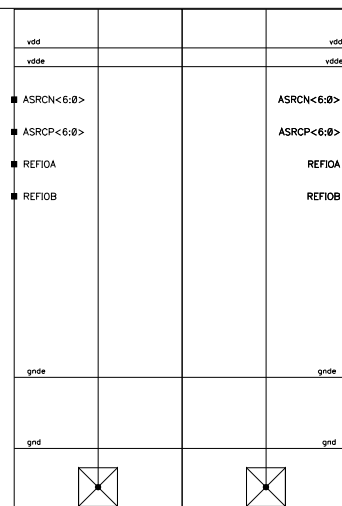 vdd vdd
vdde vdde
ASRCN<6:0> ASRCN<6:0>
ASRCP<6:0> ASRCP<6:0>
REFIOA REFIOA
REFIOB REFIOB
gnde gnde
gnd gnd